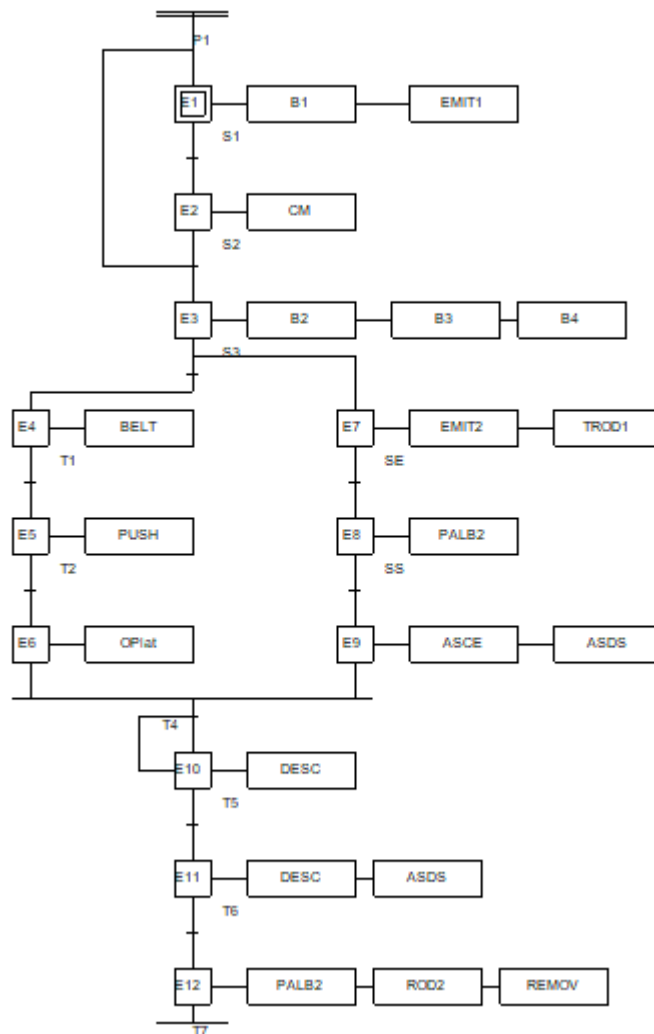 P1
E1 B1 EMIT1
S1
E2 CM
S2
E3 B2 B3 B4
S3
E4 BELT E7 EMIT2 TROD1
T1 SE
E5 PUSH E8 PALB2
T2 SS
E6 OPlat E9 ASCE ASDS
T4
E10 DESC
T5
E11 DESC ASDS
T6
E12 PALB2 ROD2 REMOV
T7